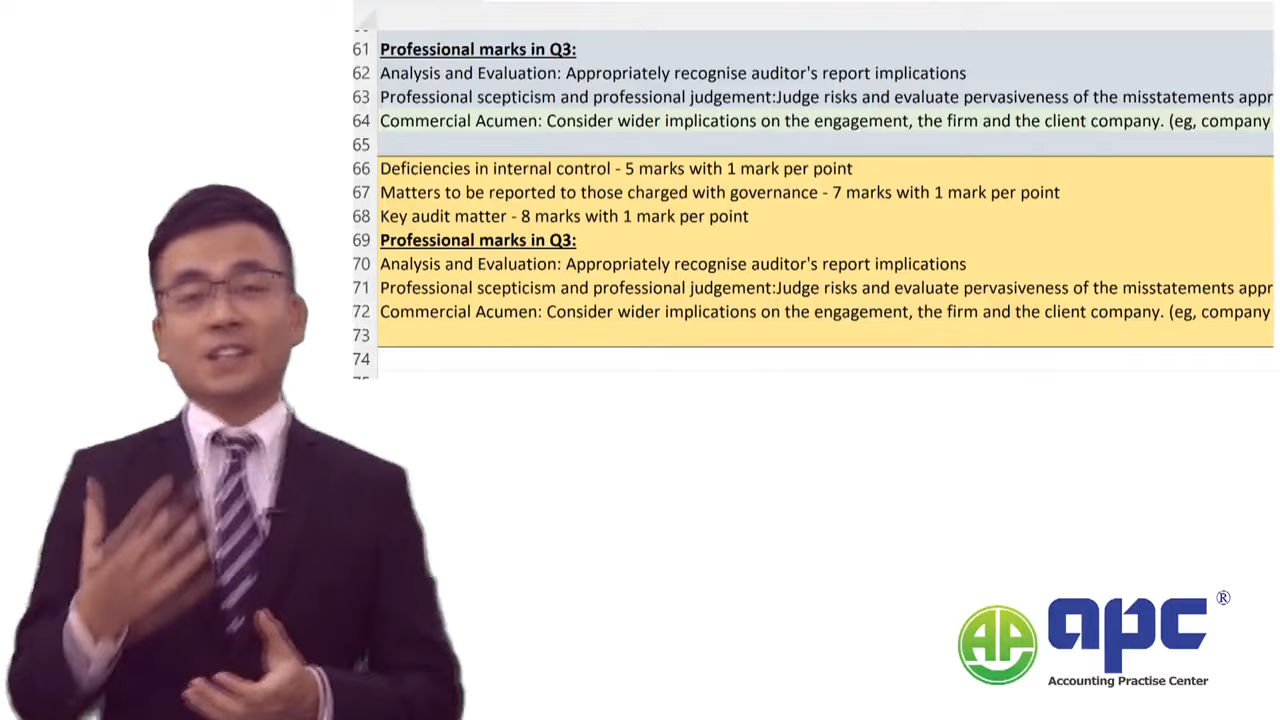 61 Professional marks in Q3:
62 Analysis and Evaluation: Appropriately recognise auditor's report implications
63 Professional scepticism and professional judgement:Judge risks and evaluate pervasiveness of the misstatements appr
64 Commercial Acumen: Consider wider implications on the engagement, the firm and the client company. (eg, company
65
66 Deficiencies in internal control - 5 marks with 1 mark per point
67 Matters to be reported to those charged with governance - 7 marks with 1 mark per point
68 Key audit matter - 8 marks with 1 mark per point
69 Professional marks in Q3:
70 Analysis and Evaluation: Appropriately recognise auditor's report implications
71 Professional scepticism and professional judgement:Judge risks and evaluate pervasiveness of the misstatements appr
72 Commercial Acumen: Consider wider implications on the engagement, the firm and the client company. (eg, company
73
74
AP apc ®
Accounting Practise Center